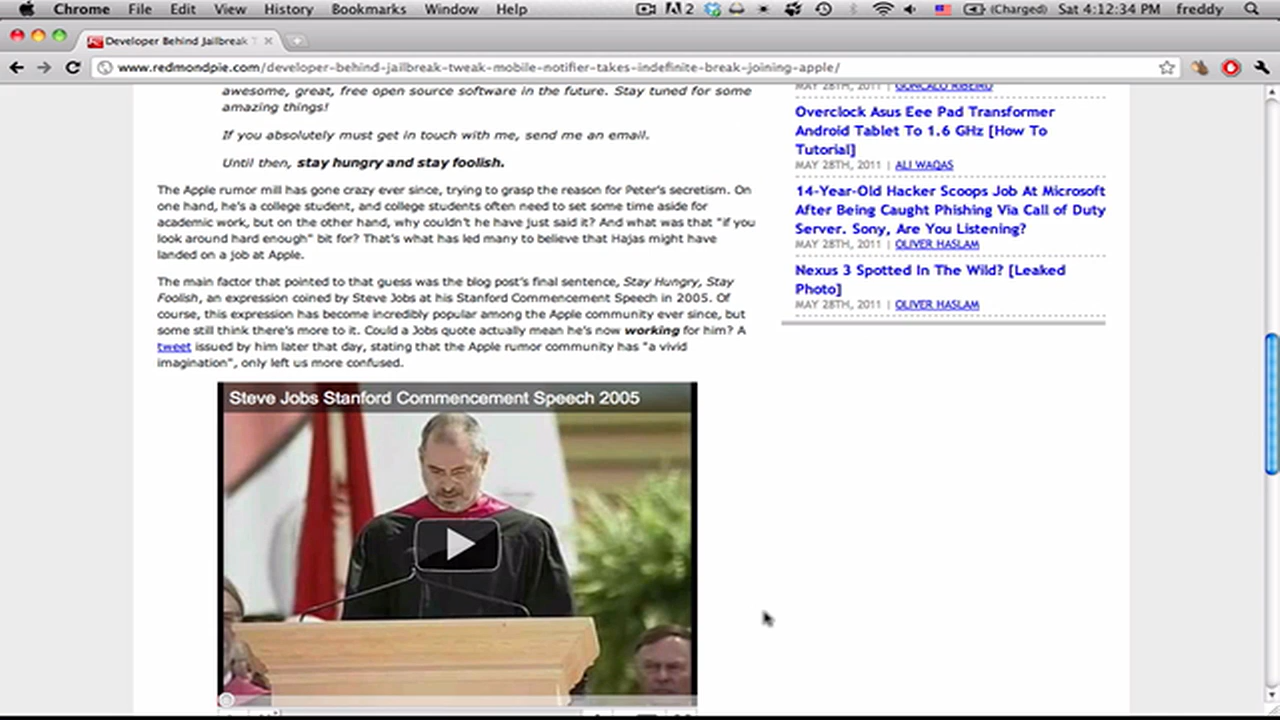 Chrome File Edit View History Bookmarks Window Help 2 (Charged) Sat 4:12:34 PM freddy
Developer Behind Jailbreak T
www.redmondpie.com/developer-behind-jailbreak-tweak-mobile-notifier-takes-indefinite-break-joining-apple/
awesome, great, free open source software in the future. Stay tuned for some
amazing things!
If you absolutely must get in touch with me, send me an email.
Until then, stay hungry and stay foolish.
The Apple rumor mill has gone crazy ever since, trying to grasp the reason for Peter's secretism. On
one hand, he's a college student, and college students often need to set some time aside for
academic work, but on the other hand, why couldn't he have just said it? And what was that "if you
look around hard enough" bit for? That's what has led many to believe that Hajas might have
landed on a job at Apple.
The main factor that pointed to that guess was the blog post's final sentence, Stay Hungry, Stay
Foolish, an expression coined by Steve Jobs at his Stanford Commencement Speech in 2005. Of
course, this expression has become incredibly popular among the Apple community ever since, but
some still think there's more to it. Could a Jobs quote actually mean he's now working for him? A
tweet issued by him later that day, stating that the Apple rumor community has "a vivid
imagination", only left us more confused.
Steve Jobs Stanford Commencement Speech 2005
MAY 28TH, 2011 | GONCALO RIBEIRO
Overclock Asus Eee Pad Transformer
Android Tablet To 1.6 GHz [How To
Tutorial]
MAY 28TH, 2011 | ALI WAQAS
14-Year-Old Hacker Scoops Job At Microsoft
After Being Caught Phishing Via Call of Duty
Server. Sony, Are You Listening?
MAY 28TH, 2011 | OLIVER HASLAM
Nexus 3 Spotted In The Wild? [Leaked
Photo]
MAY 28TH, 2011 | OLIVER HASLAM